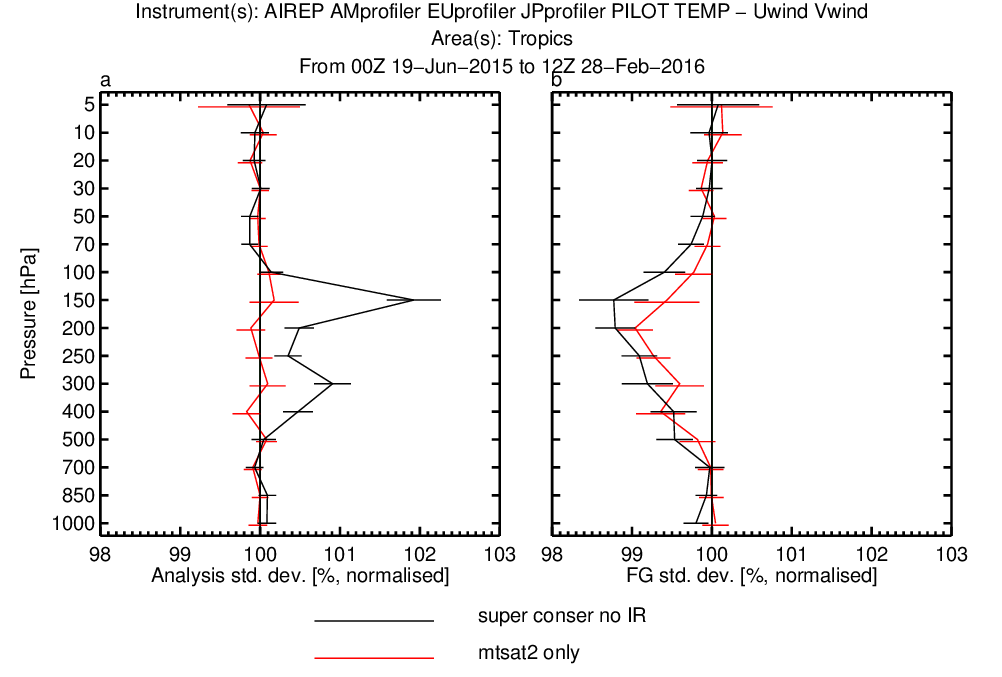 Instrument(s): AIREP AMprofiler EUprofiler JPprofiler PILOT TEMP − Uwind Vwind
Area(s): Tropics
From 00Z 19−Jun−2015 to 12Z 28−Feb−2016
a
b
Pressure [hPa]
5
10
20
30
50
70
100
150
200
250
300
400
500
700
850
1000
98 99 100 101 102 103
Analysis std. dev. [%, normalised]
98 99 100 101 102 103
FG std. dev. [%, normalised]
super conser no IR
mtsat2 only